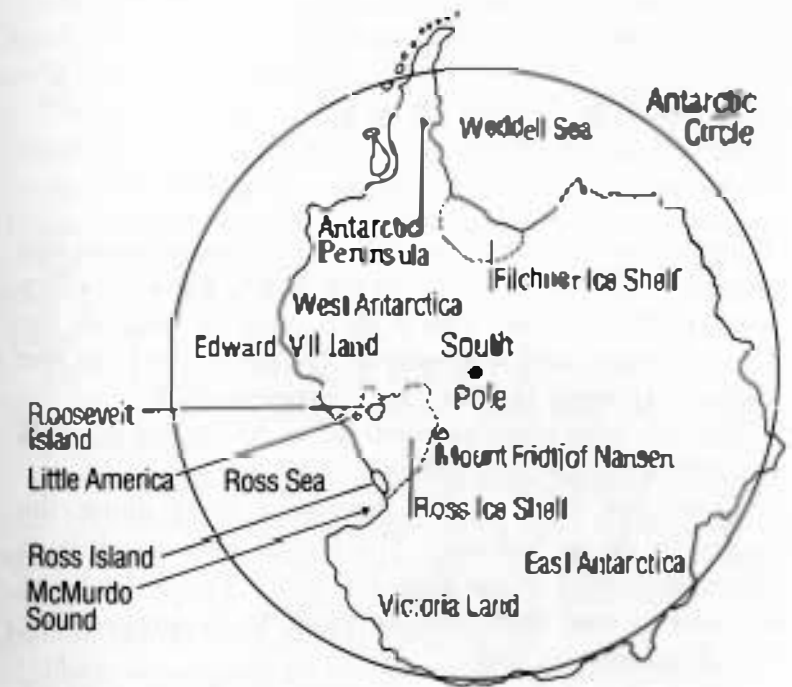 Antarctic
Circle
Weddell Sea
Antarctic
Peninsula
Filchner Ice Shelf
West Antarctica
Edward VII Land
South
Pole
Roosevelt
Island
Little America
Ross Sea
Mount Fridtjof Nansen
Ross Ice Shelf
Ross Island
McMurdo
Sound
East Antarctica
Victoria Land